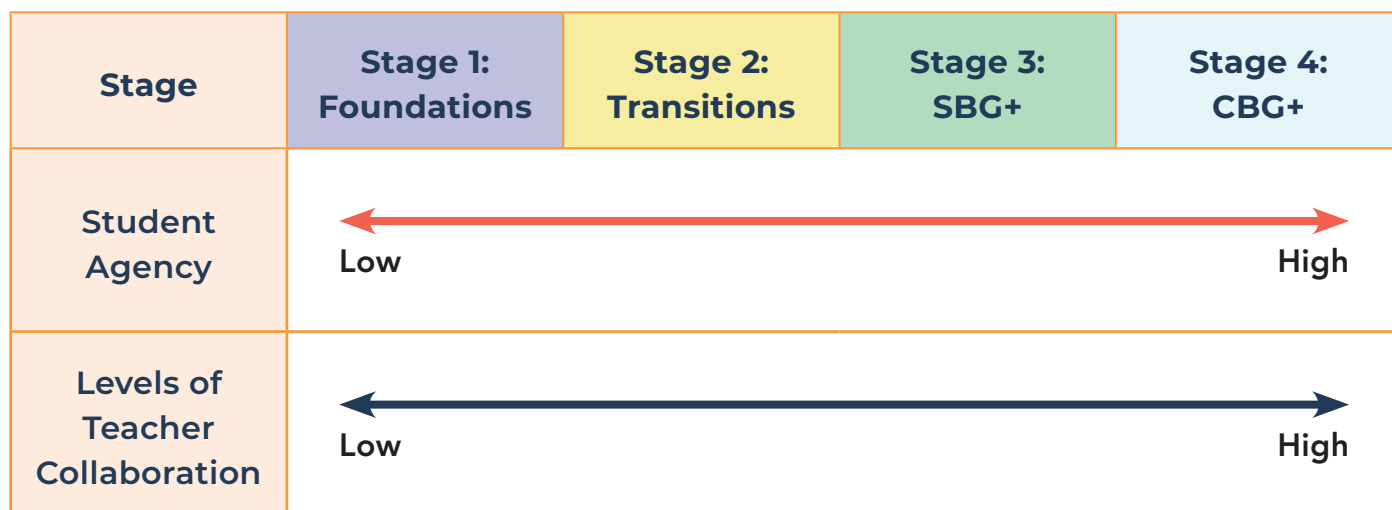 Stage
Stage 1:
Foundations
Stage 2:
Transitions
Stage 3:
SBG+
Stage 4:
CBG+
Student
Agency
Low
High
Levels of
Teacher
Collaboration
Low
High